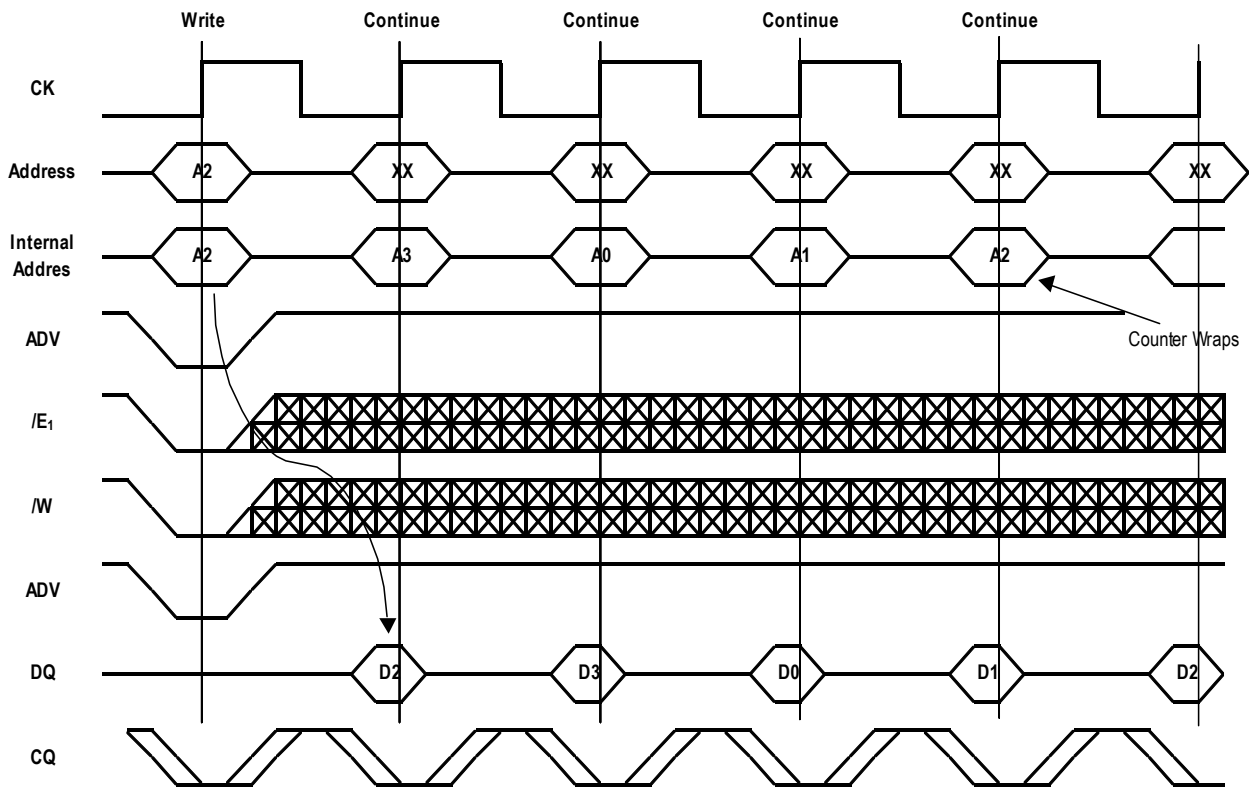 Write Continue Continue Continue Continue
CK
Address A2 XX XX XX XX XX
Internal
Addres A2 A3 A0 A1 A2
ADV
Counter Wraps
/E1
/W
ADV
DQ D2 D3 D0 D1 D2
CQ